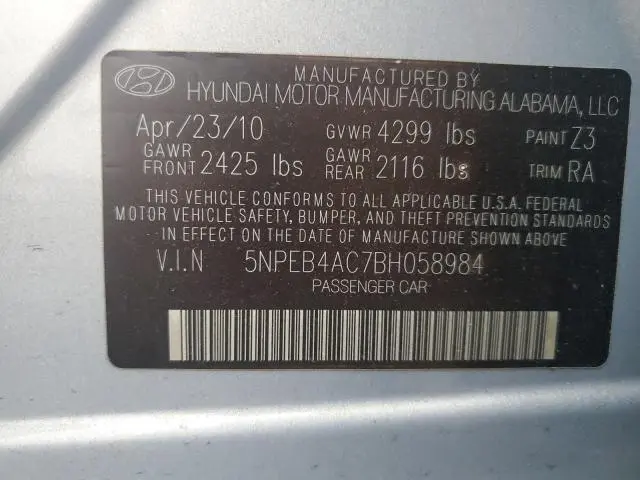 MANUFACTURED BY
HYUNDAI MOTOR MANUFACTURING ALABAMA, LLC
Apr/23/10 GVWR 4299 lbs PAINT Z3
GAWR FRONT 2425 lbs GAWR REAR 2116 lbs TRIM RA
THIS VEHICLE CONFORMS TO ALL APPLICABLE U.S.A. FEDERAL
MOTOR VEHICLE SAFETY, BUMPER, AND THEFT PREVENTION STANDARDS
IN EFFECT ON THE DATE OF MANUFACTURE SHOWN ABOVE
V.I.N 5NPEB4AC7BH058984
PASSENGER CAR